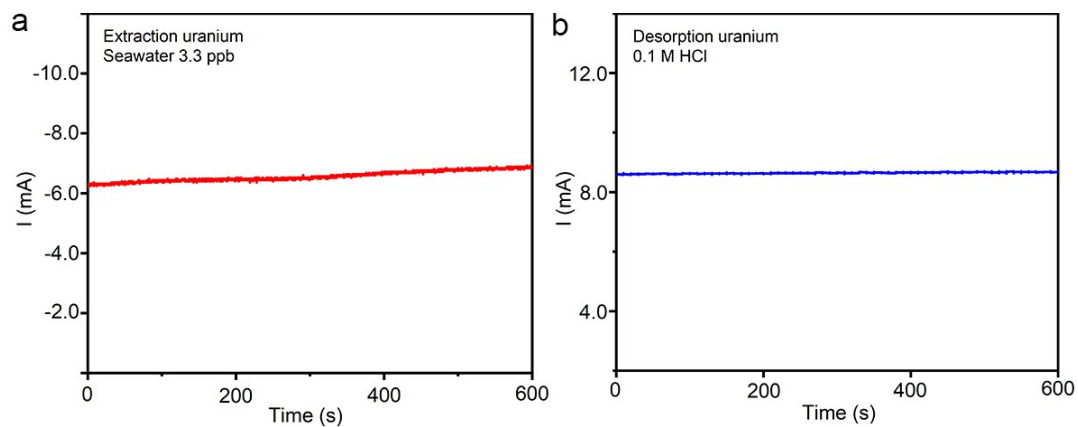 a
Extraction uranium
Seawater 3.3 ppb
-10.0
-8.0
-6.0
-4.0
-2.0
I (mA)
0
200
400
600
Time (s)
b
Desorption uranium
0.1 M HCl
12.0
8.0
4.0
I (mA)
0
200
400
600
Time (s)